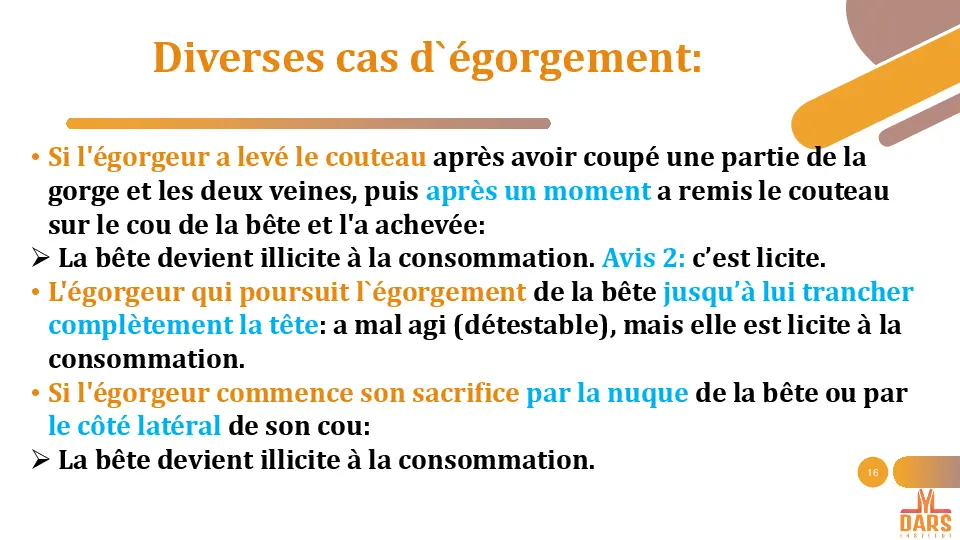 Diverses cas d`égorgement:
• Si l'égorgeur a levé le couteau après avoir coupé une partie de la
gorge et les deux veines, puis après un moment a remis le couteau
sur le cou de la bête et l'a achevée:
➢ La bête devient illicite à la consommation. Avis 2: c’est licite.
• L'égorgeur qui poursuit l`égorgement de la bête jusqu’à lui trancher
complètement la tête: a mal agi (détestable), mais elle est licite à la
consommation.
• Si l'égorgeur commence son sacrifice par la nuque de la bête ou par
le côté latéral de son cou:
➢ La bête devient illicite à la consommation.
16
DARS
INSTITUT